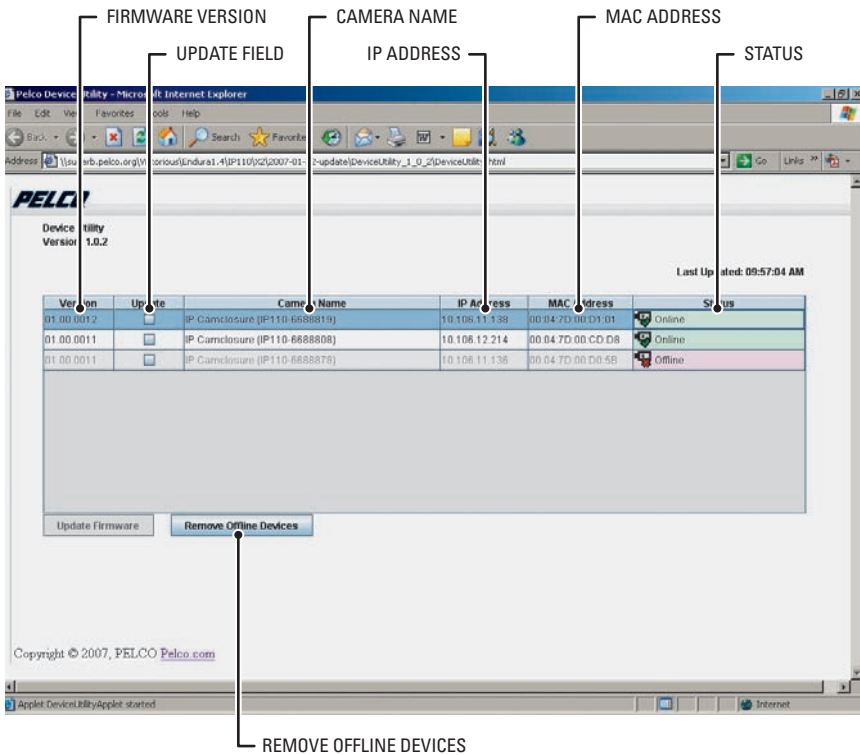 FIRMWARE VERSION CAMERA NAME MAC ADDRESS
UPDATE FIELD IP ADDRESS STATUS
Pelco Device Utility - Microsoft Internet Explorer
File Edit View Favorites Tools Help
Back Search Favorites
Address Go Links »
PELCO
Device Utility
Version 1.0.2
Last Updated: 09:57:04 AM
Version Update Camera Name IP Address MAC Address Status
01.00.0012 IP Camclosure (IP110-6688819) 10.106.11.138 00:04:7D:00:D1:01 Online
01.00.0011 IP Camclosure (IP110-6688808) 10.106.12.214 00:04:7D:00:CD:D8 Online
01.00.0011 IP Camclosure (IP110-6688878) 10.106.11.136 00:04:7D:00:D0:5B Offline
Update Firmware Remove Offline Devices
Copyright © 2007, PELCO Pelco.com
Applet DeviceUtilityApplet started Internet
REMOVE OFFLINE DEVICES